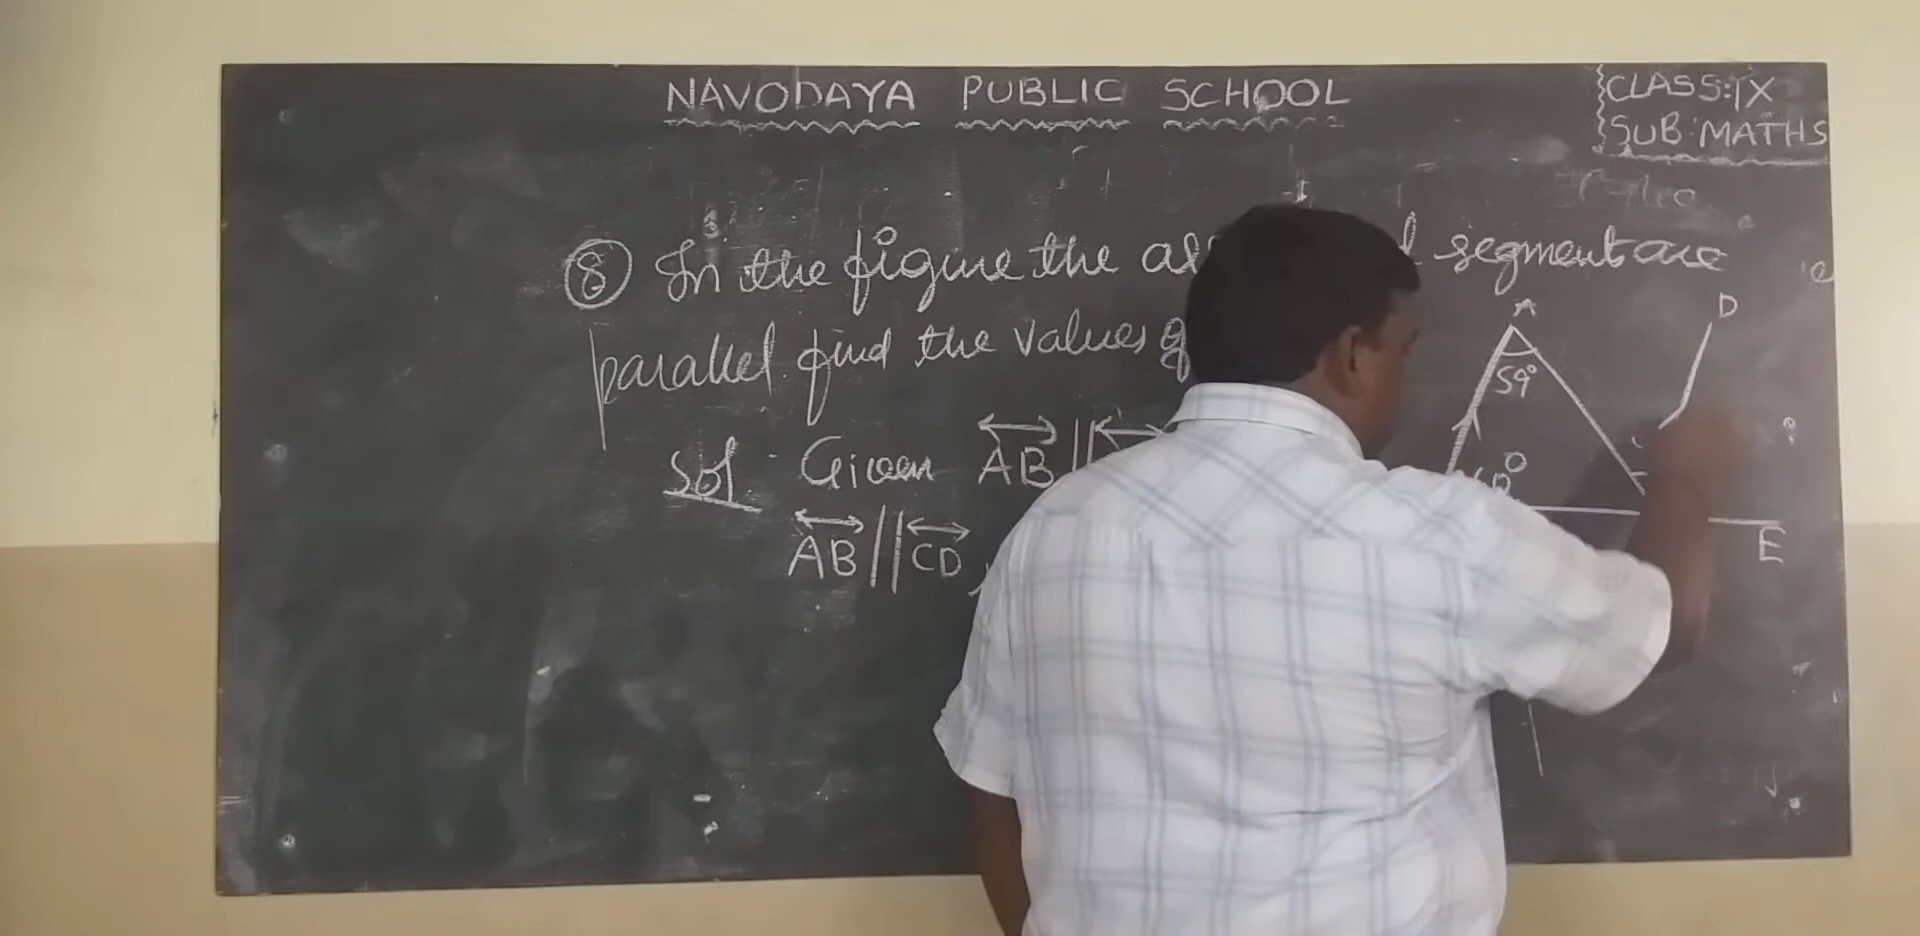 NAVODAYA PUBLIC SCHOOL
CLASS: IX
SUB: MATHS
8 In the figure the segment are
parallel find the values of
Sol Given AB ||
AB || CD
A
D
59°
E